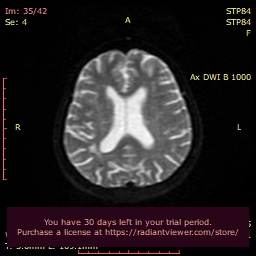 Im: 35/42
Se: 4
A
STP84
STP84
F
Ax DWI B 1000
R
L
You have 30 days left in your trial period.
Purchase a license at https://radiantviewer.com/store/